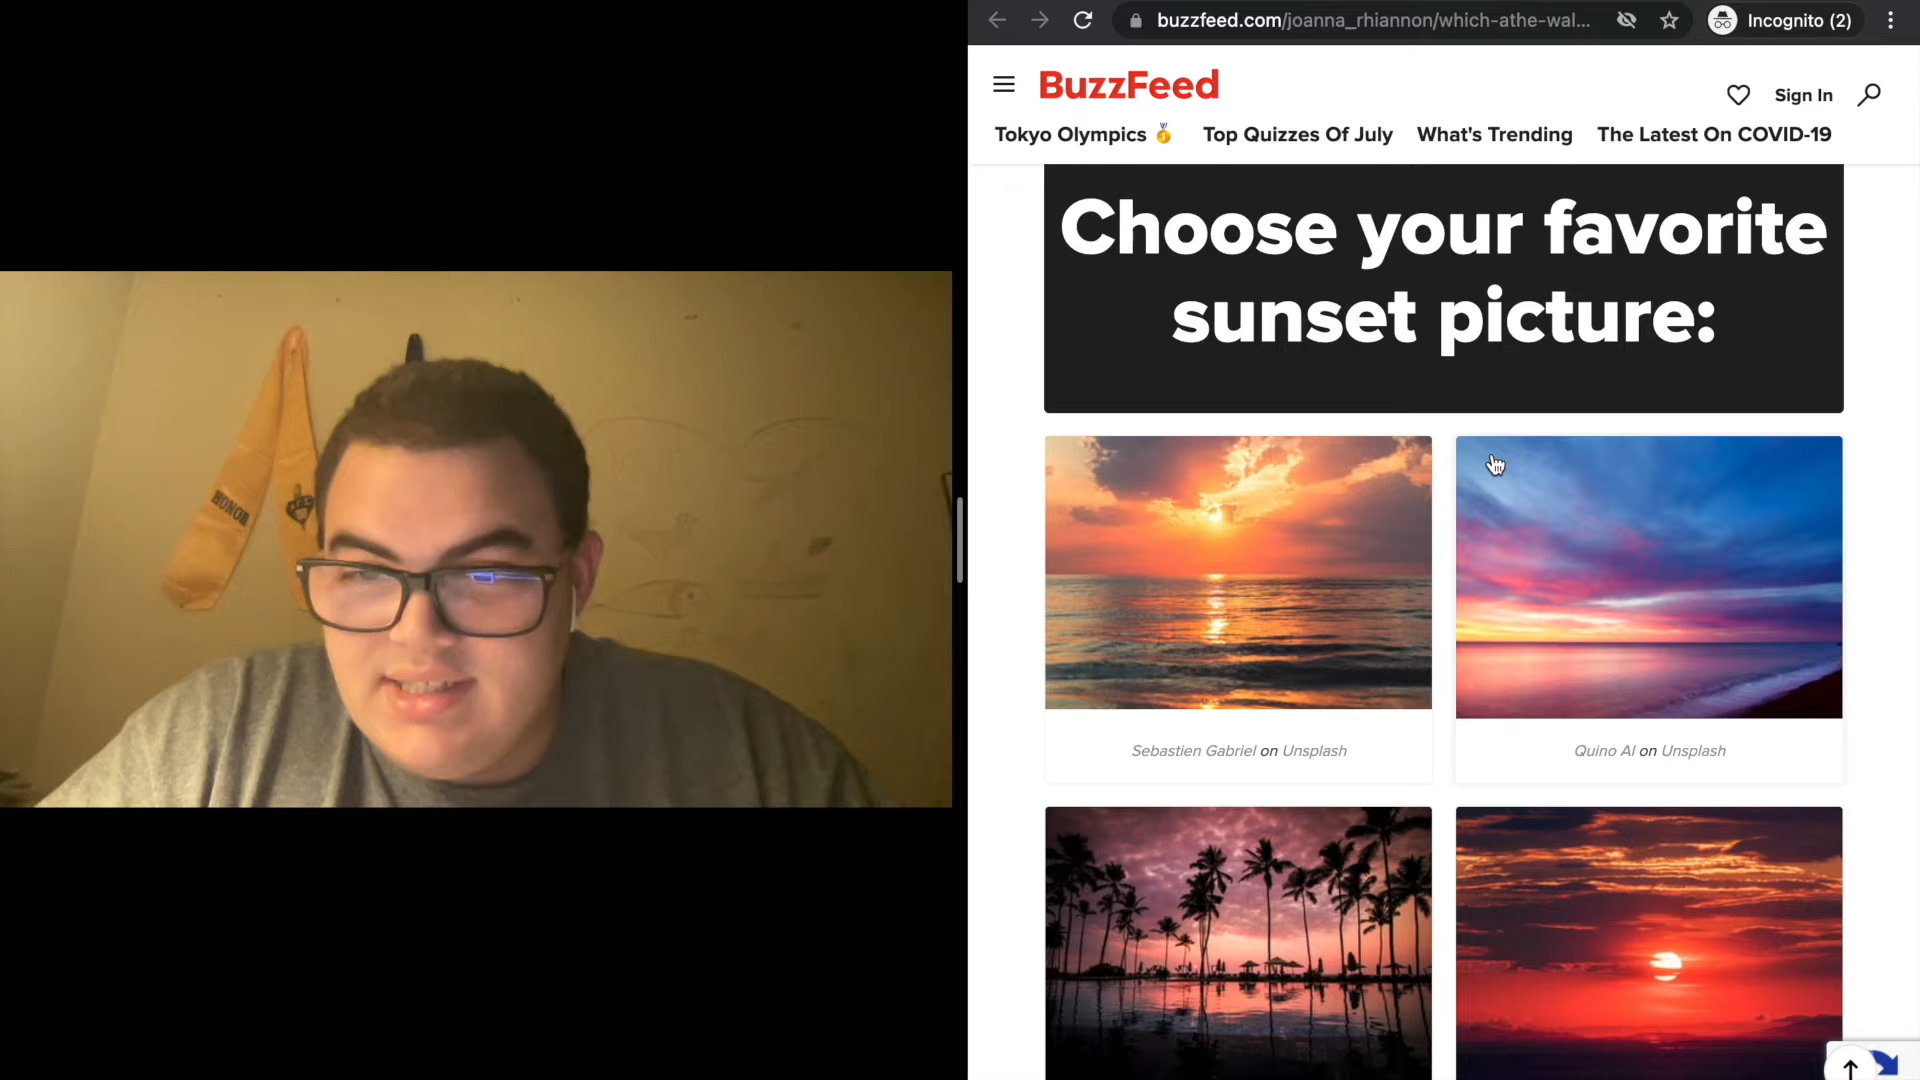 buzzfeed.com/joanna_rhiannon/which-athe-wal...
Incognito (2)
BuzzFeed
Sign In
Tokyo Olympics 🥇 Top Quizzes Of July What's Trending The Latest On COVID-19
Choose your favorite
sunset picture:
HONOR
Sebastien Gabriel on Unsplash
Quino Al on Unsplash